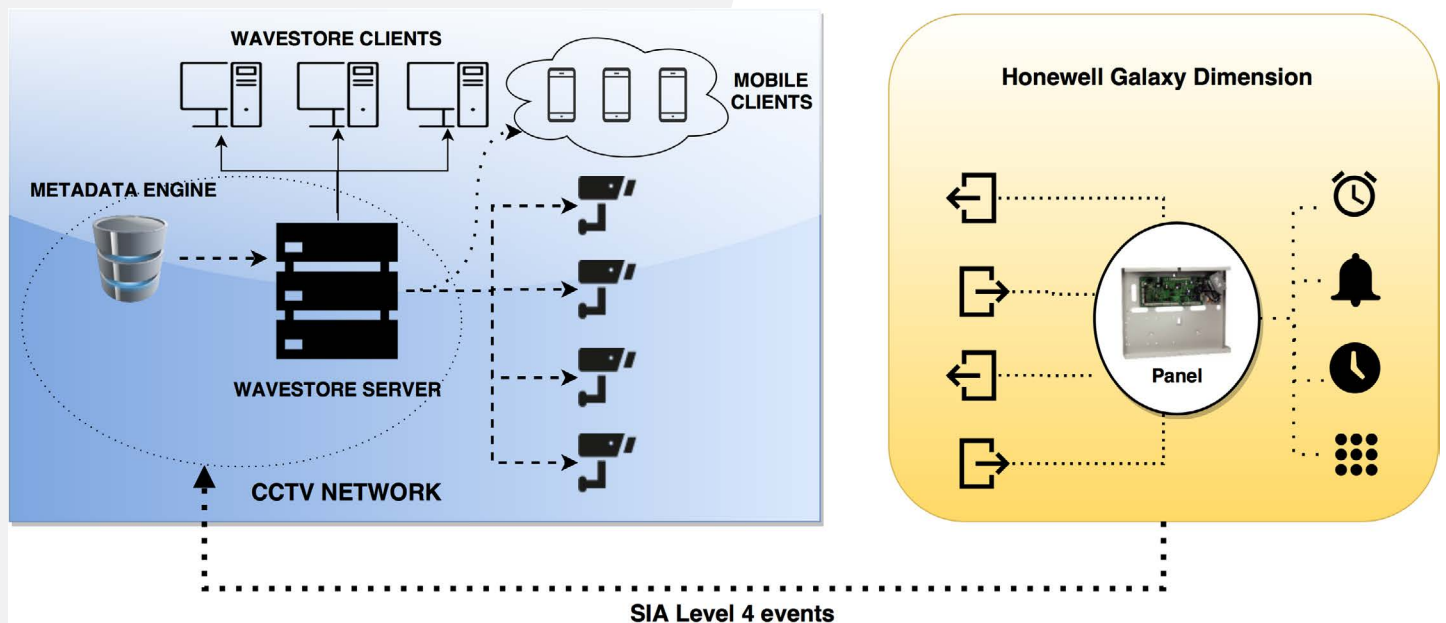 WAVESTORE CLIENTS
MOBILE
CLIENTS
METADATA ENGINE
WAVESTORE SERVER
CCTV NETWORK
Honewell Galaxy Dimension
Panel
SIA Level 4 events